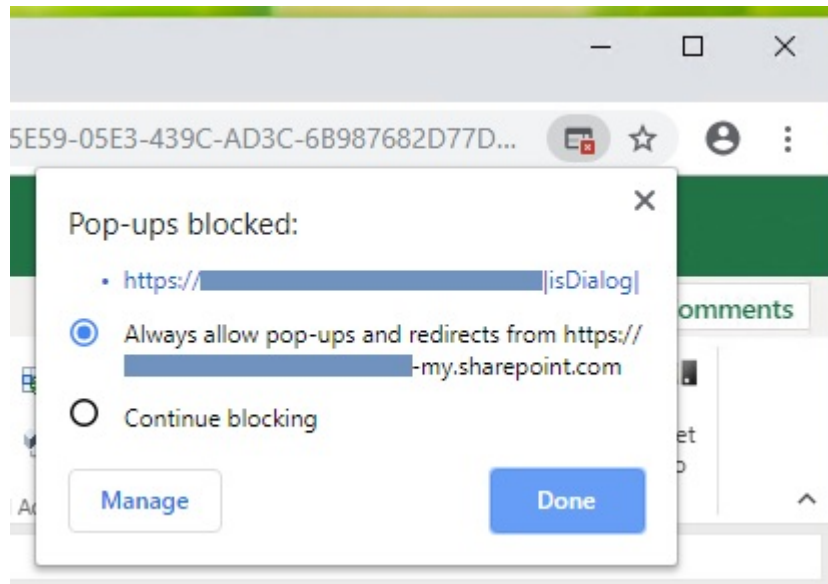 5E59-05E3-439C-AD3C-6B987682D77D...
Pop-ups blocked:
• https:// |isDialog|
omments
Always allow pop-ups and redirects from https://
-my.sharepoint.com
Continue blocking
et
Manage
Done